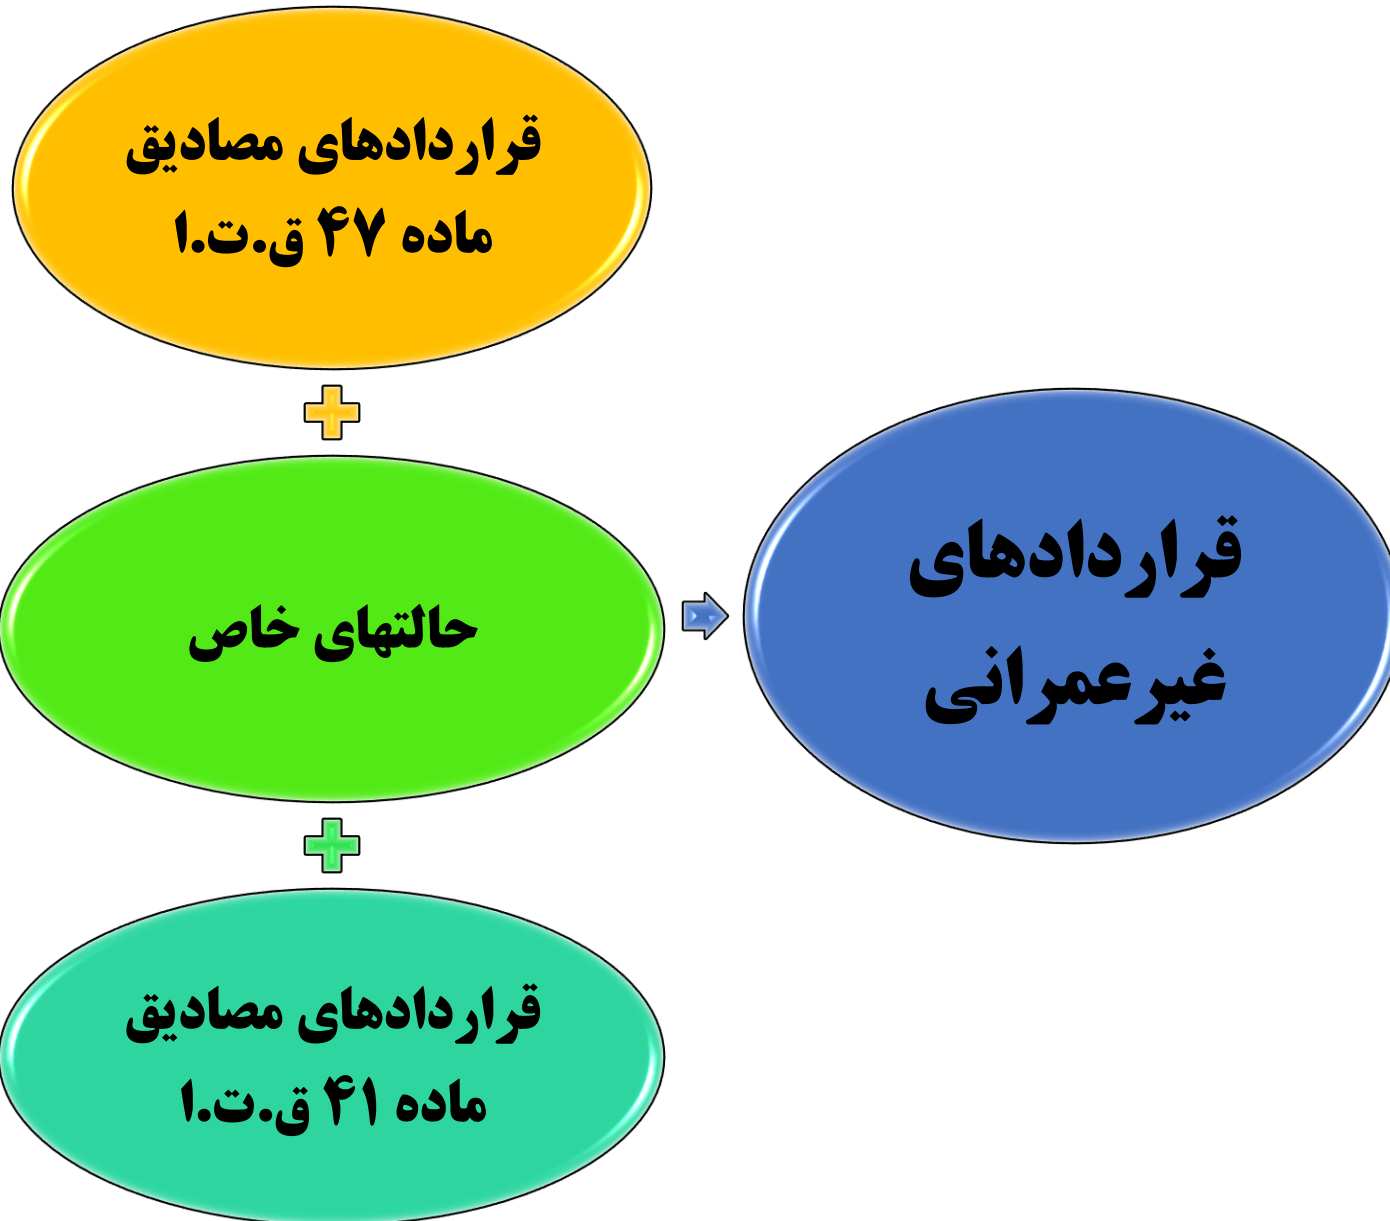 قراردادهای مصادیق
ماده ۴۷ ق.ت.ا
حالتهای خاص
قراردادهای مصادیق
ماده ۴۱ ق.ت.ا
قراردادهای
غیرعمرانی